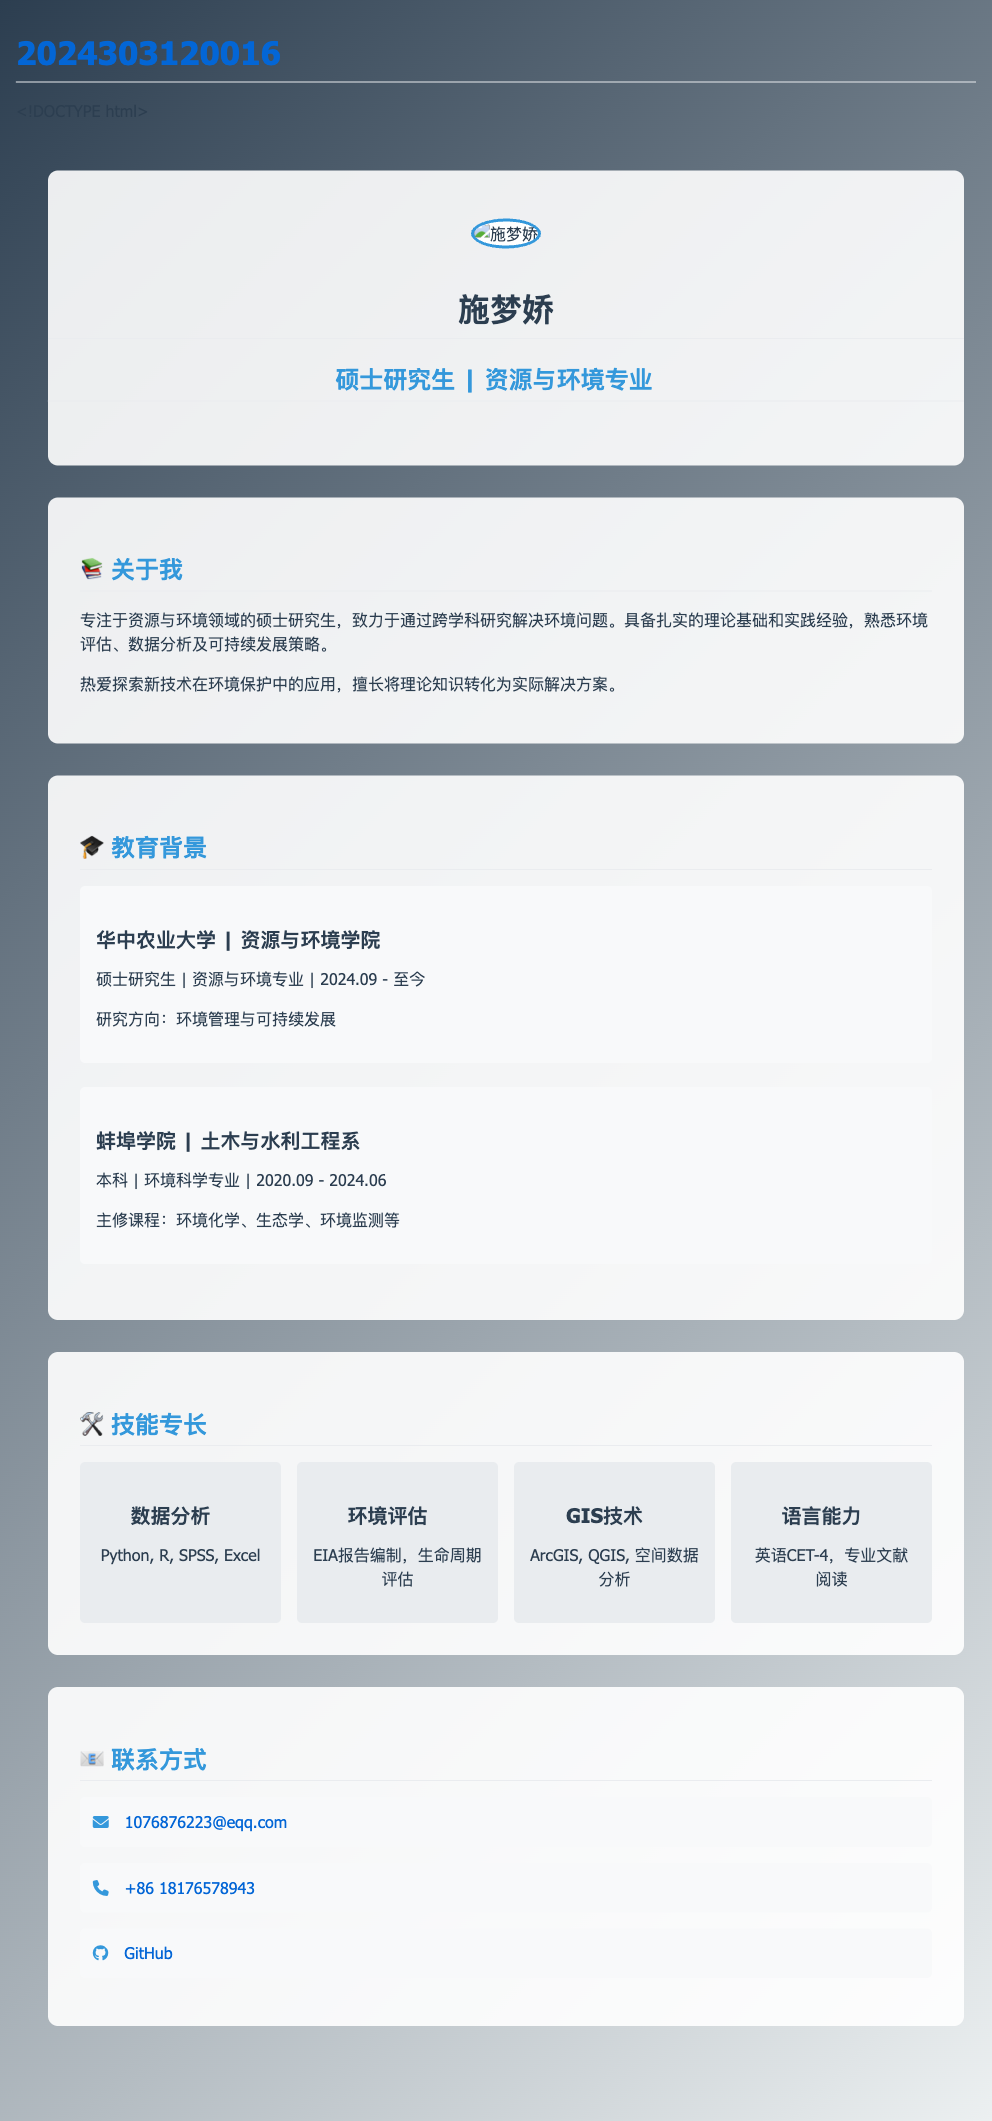 2024303120016
<!DOCTYPE html>
施梦娇
施梦娇
硕士研究生 | 资源与环境专业
📚 关于我
专注于资源与环境领域的硕士研究生，致力于通过跨学科研究解决环境问题。具备扎实的理论基础和实践经验，熟悉环境
评估、数据分析及可持续发展策略。
热爱探索新技术在环境保护中的应用，擅长将理论知识转化为实际解决方案。
🎓 教育背景
华中农业大学 | 资源与环境学院
硕士研究生 | 资源与环境专业 | 2024.09 - 至今
研究方向：环境管理与可持续发展
蚌埠学院 | 土木与水利工程系
本科 | 环境科学专业 | 2020.09 - 2024.06
主修课程：环境化学、生态学、环境监测等
🛠️ 技能专长
数据分析
Python, R, SPSS, Excel
环境评估
EIA报告编制，生命周期
评估
GIS技术
ArcGIS, QGIS, 空间数据
分析
语言能力
英语CET-4，专业文献
阅读
📧 联系方式
1076876223@eqq.com
+86 18176578943
GitHub